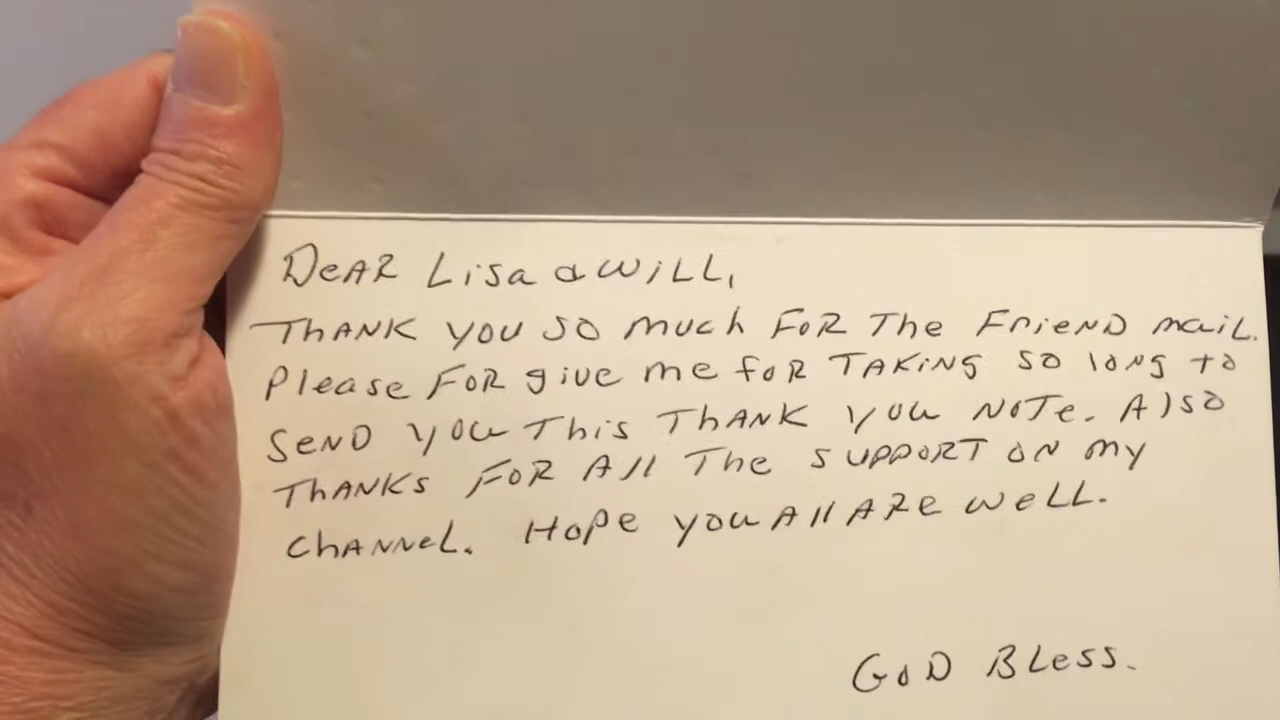 Dear Lisa & Will,
Thank you so much for the Friend mail.
Please forgive me for taking so long to
send you this thank you note. Also
thanks for all the support on my
channel. Hope you all are well.
God Bless.